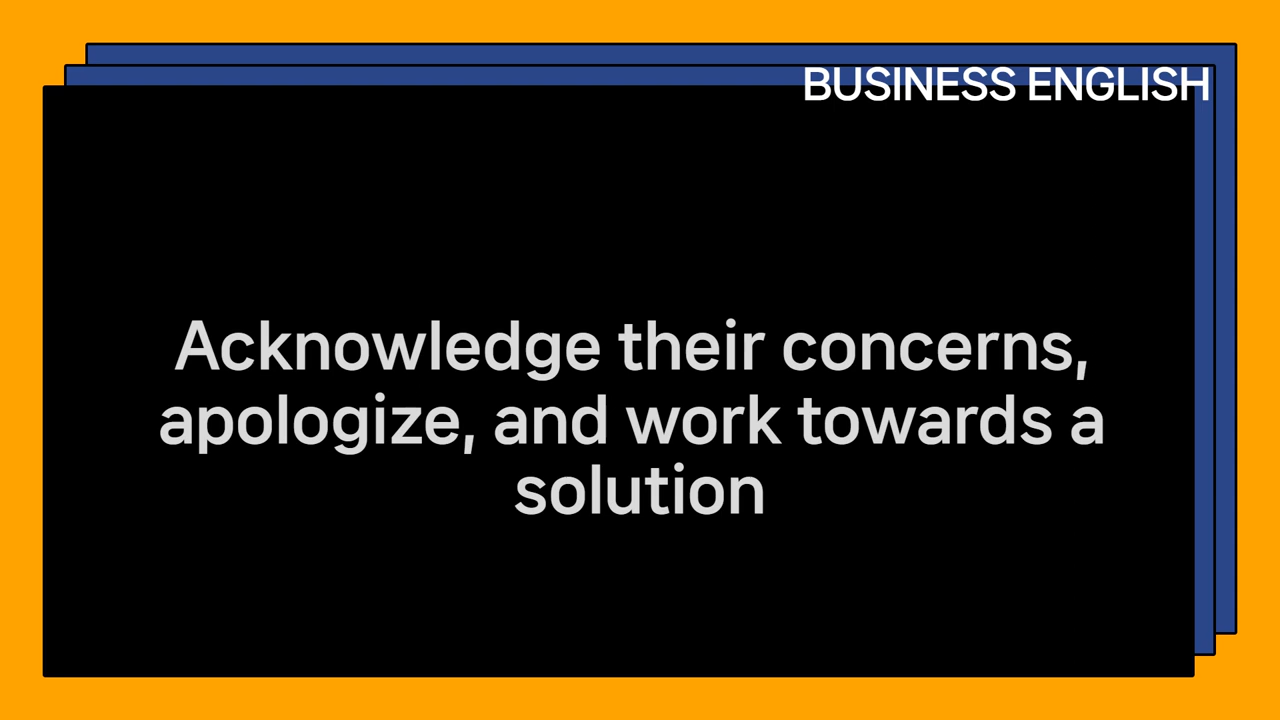 BUSINESS ENGLISH
Acknowledge their concerns,
apologize, and work towards a
solution